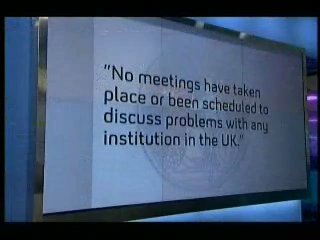 "No meetings have taken
place or been scheduled to
discuss problems with any
institution in the UK."